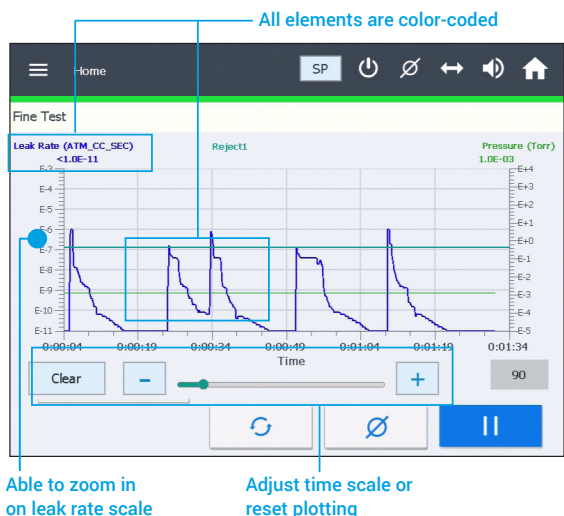 All elements are color-coded
Home
SP
Fine Test
Leak Rate (ATM_CC_SEC)
<1.0E-11
Reject1
Pressure (Torr)
1.0E-03
E-3
E-4
E-5
E-6
E-7
E-8
E-9
E-10
E-11
E+4
E+3
E+2
E+1
E+0
E-1
E-2
E-3
E-4
E-5
0:00:04 0:00:19 0:00:34 0:00:49 0:01:04 0:01:19 0:01:34
Time
Clear
-
+
90
Able to zoom in
on leak rate scale
Adjust time scale or
reset plotting